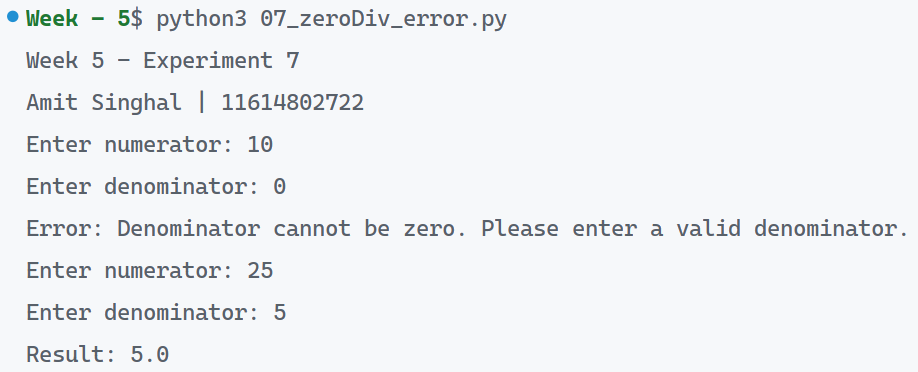 Week - 5$ python3 07_zeroDiv_error.py
Week 5 - Experiment 7
Amit Singhal | 11614802722
Enter numerator: 10
Enter denominator: 0
Error: Denominator cannot be zero. Please enter a valid denominator.
Enter numerator: 25
Enter denominator: 5
Result: 5.0